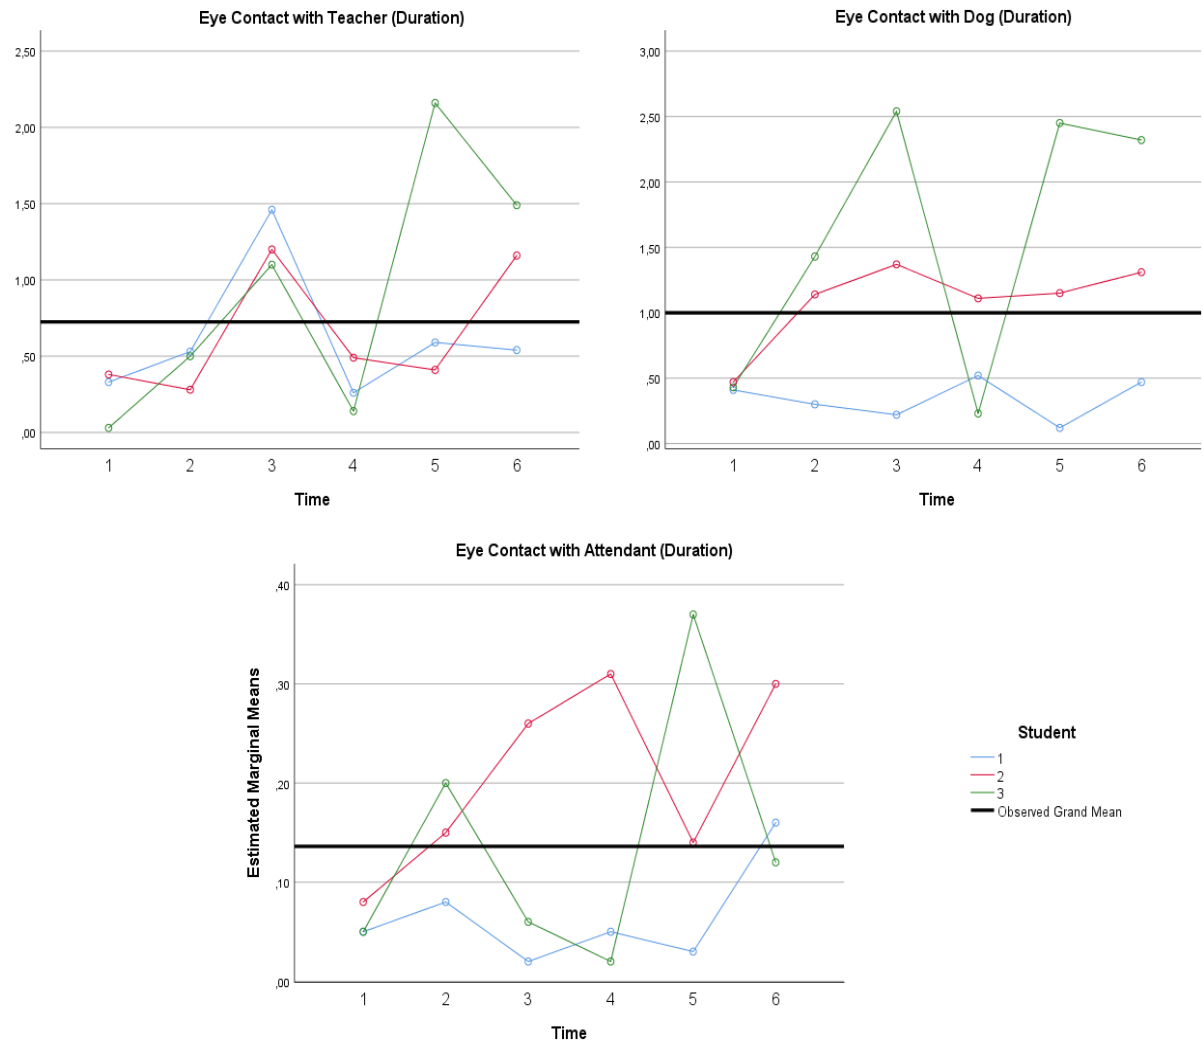 Eye Contact with Teacher (Duration)
2,50
2,00
1,50
1,00
,50
,00
1 2 3 4 5 6
Time
Eye Contact with Dog (Duration)
3,00
2,50
2,00
1,50
1,00
,50
,00
1 2 3 4 5 6
Time
Eye Contact with Attendant (Duration)
Estimated Marginal Means
,40
,30
,20
,10
,00
1 2 3 4 5 6
Time
Student
1
2
3
Observed Grand Mean